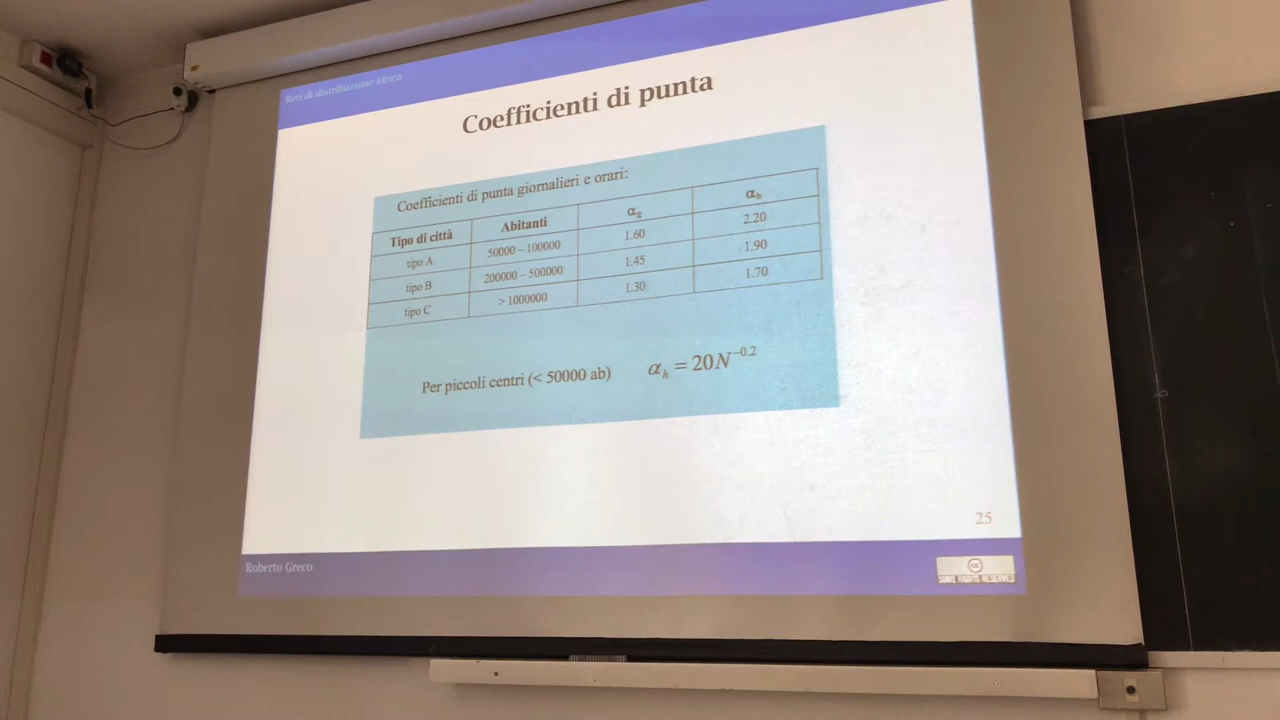 Reti di distribuzione idrica
Coefficienti di punta
Coefficienti di punta giornalieri e orari:
Tipo di città Abitanti αg αh
tipo A 50000 – 100000 1.60 2.20
tipo B 200000 – 500000 1.45 1.90
tipo C > 1000000 1.30 1.70
Per piccoli centri (< 50000 ab) αh = 20N^-0.2
25
Roberto Greco
cc